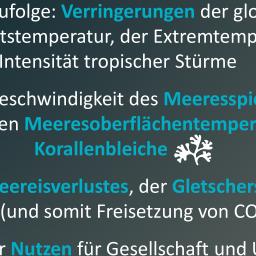 zufolge: Verringerungen der glo
tstemperatur, der Extremtemp
Intensität tropischer Stürme
eschwindigkeit des Meeresspie
en Meeresoberflächentemper
Korallenbleiche
eereisverlustes, der Gletschers
(und somit Freisetzung von CO
r Nutzen für Gesellschaft und U